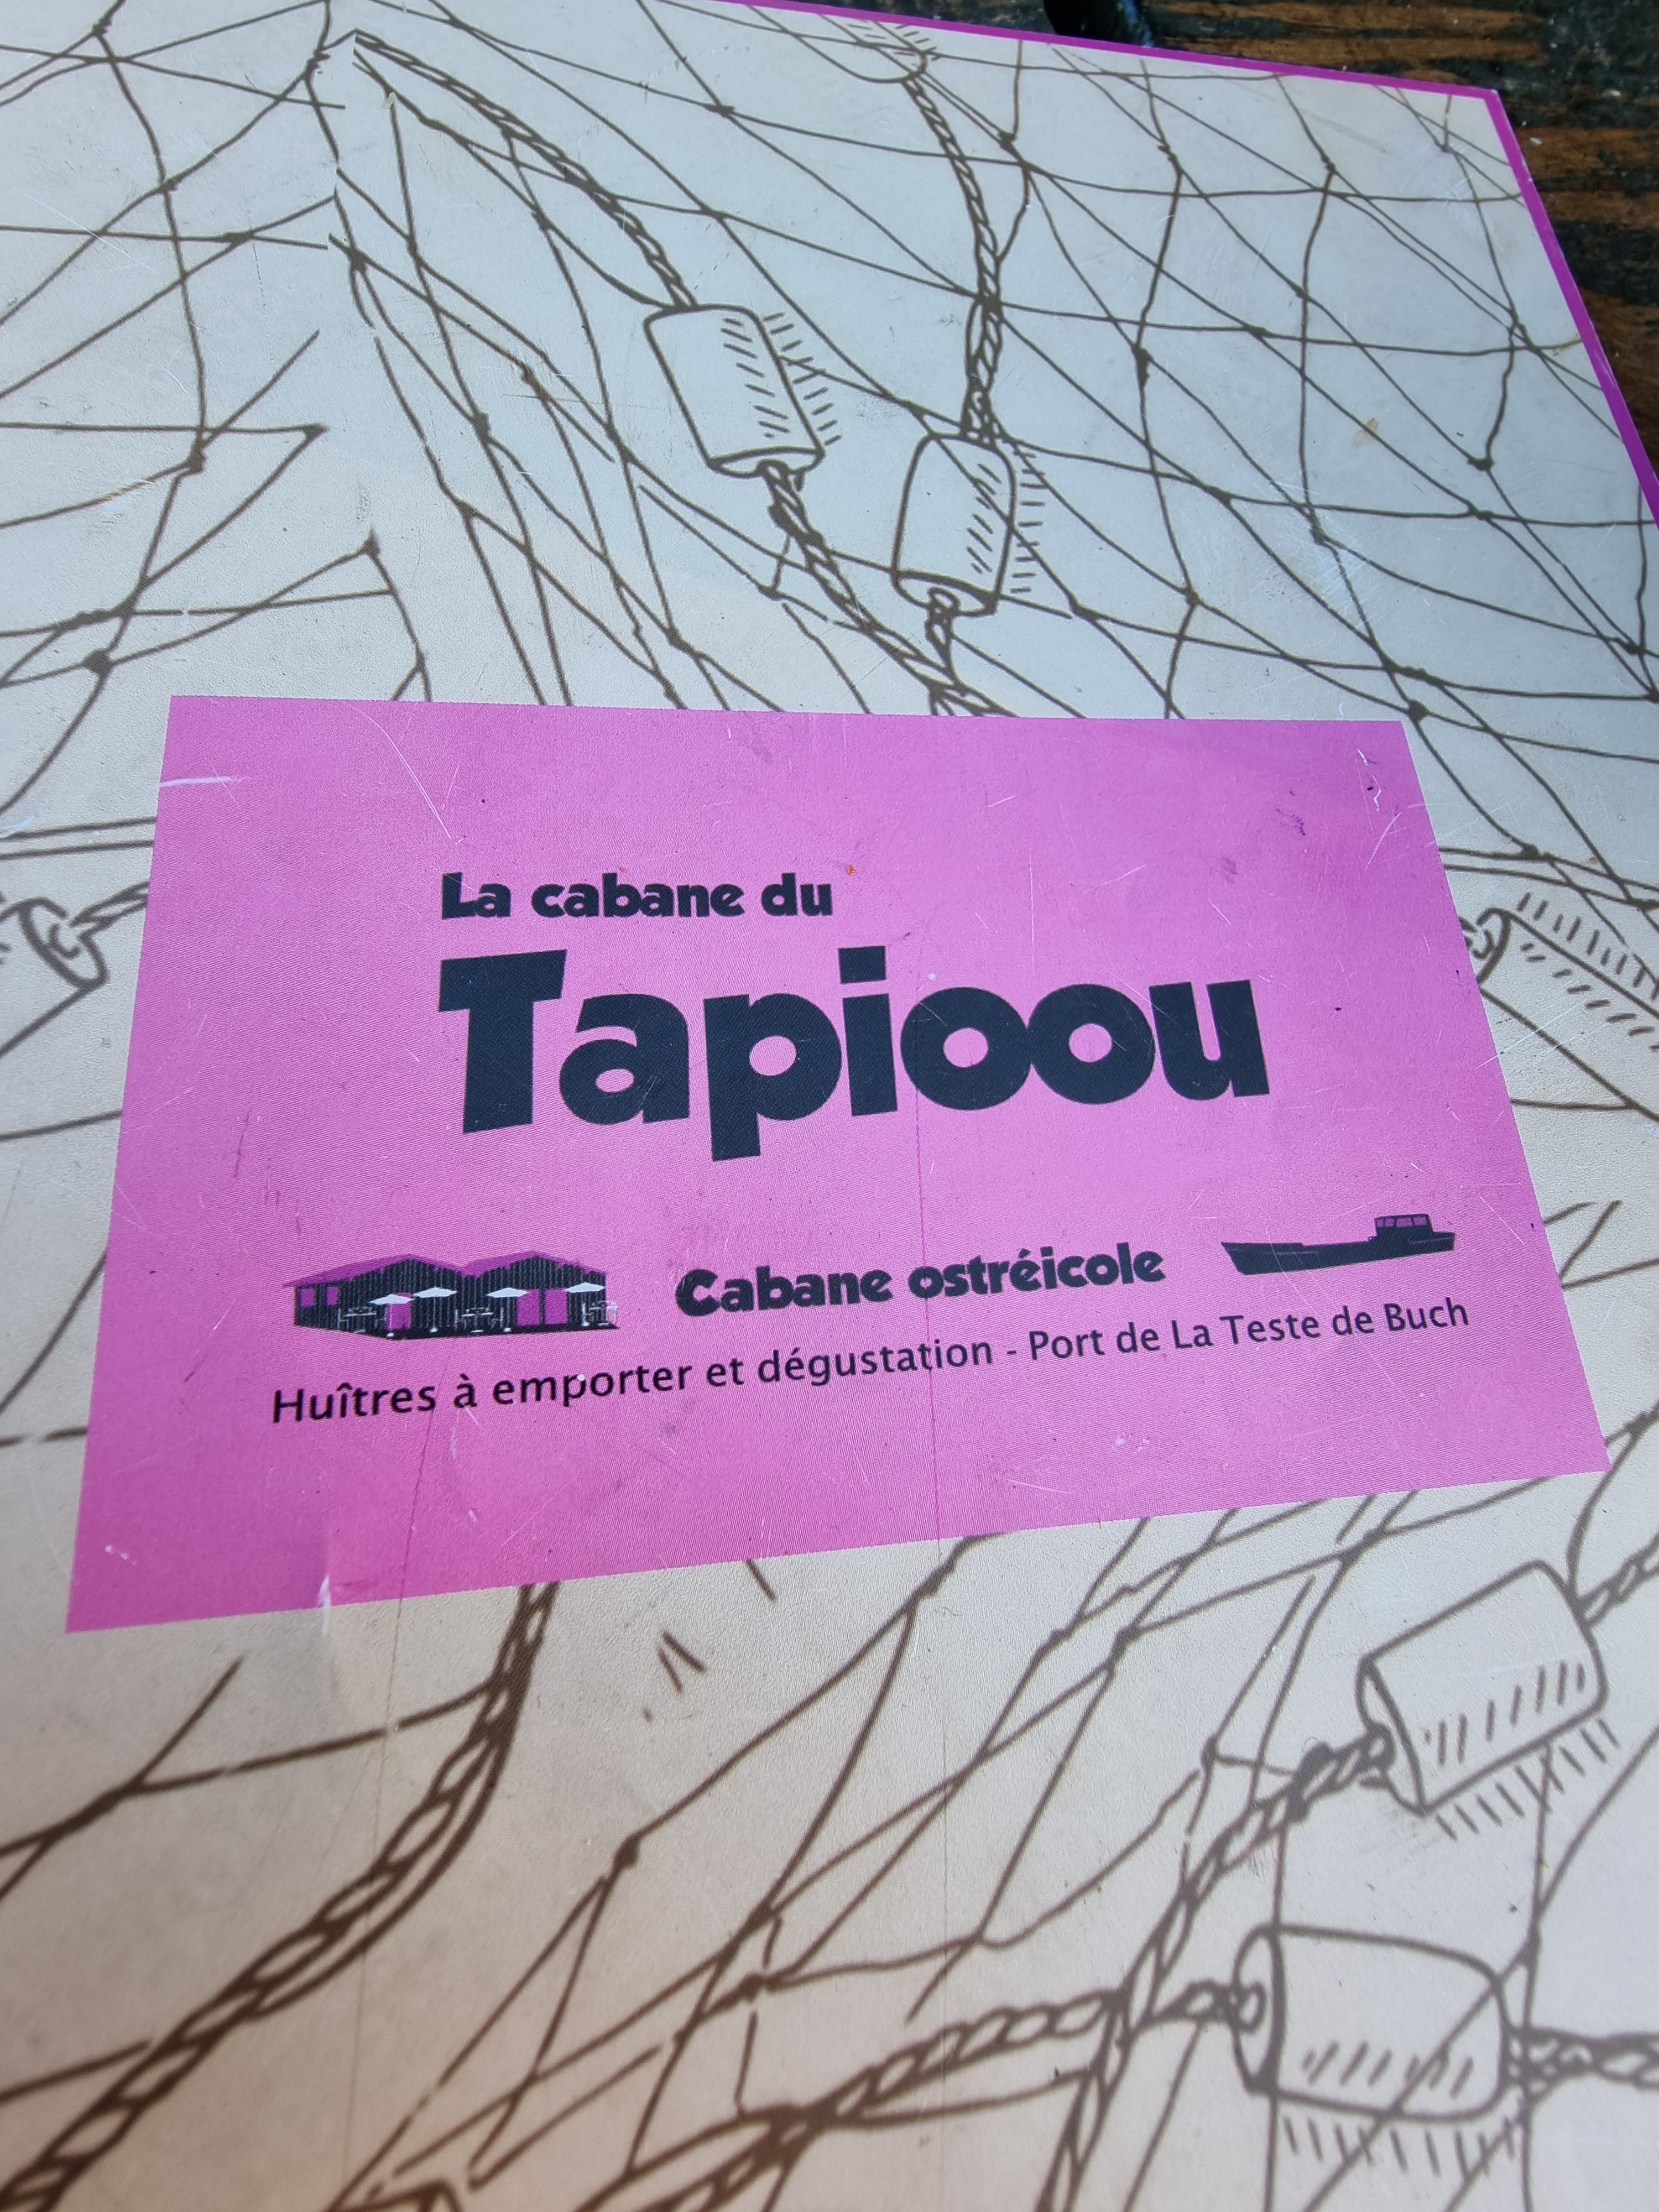 La cabane du
Tapioou
Cabane ostréicole
Huîtres à emporter et dégustation - Port de La Teste de Buch